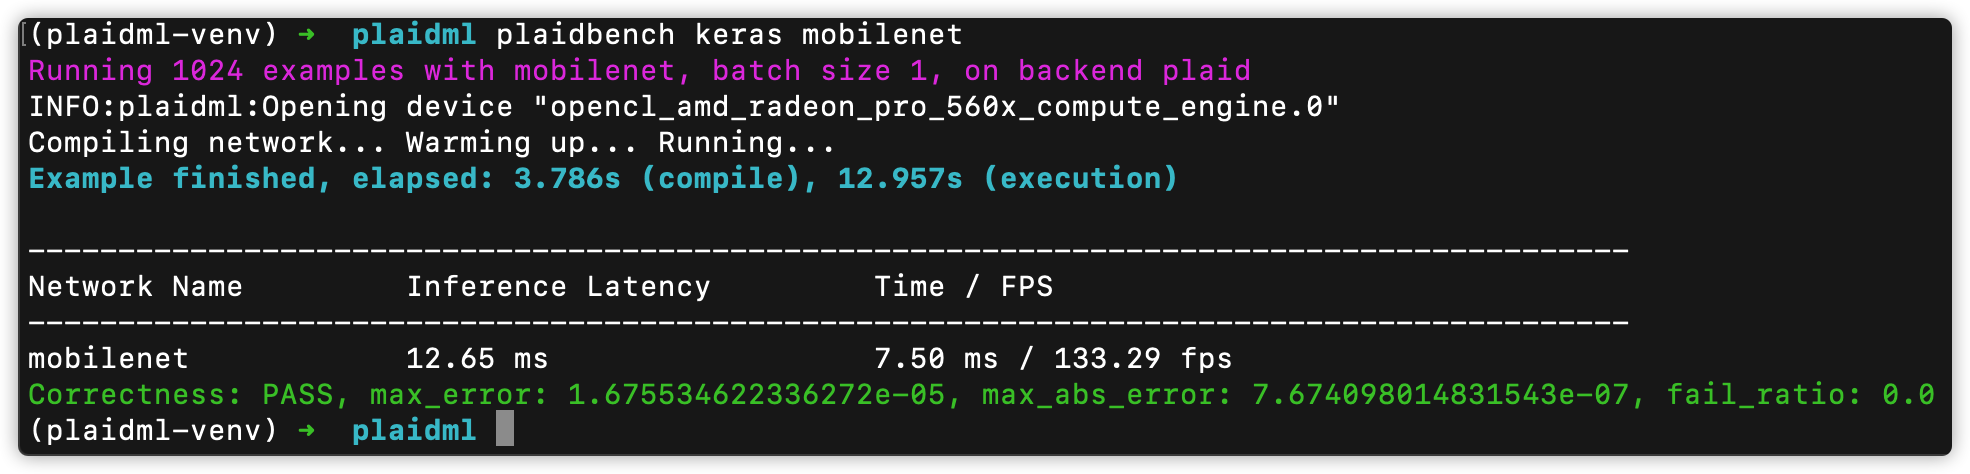 (plaidml-venv) ➜  plaidml plaidbench keras mobilenet
Running 1024 examples with mobilenet, batch size 1, on backend plaid
INFO:plaidml:Opening device "opencl_amd_radeon_pro_560x_compute_engine.0"
Compiling network... Warming up... Running...
Example finished, elapsed: 3.786s (compile), 12.957s (execution)
-----------------------------------------------------------------------------------------
Network Name         Inference Latency         Time / FPS
-----------------------------------------------------------------------------------------
mobilenet            12.65 ms                  7.50 ms / 133.29 fps
Correctness: PASS, max_error: 1.675534622336272e-05, max_abs_error: 7.674098014831543e-07, fail_ratio: 0.0
(plaidml-venv) ➜  plaidml